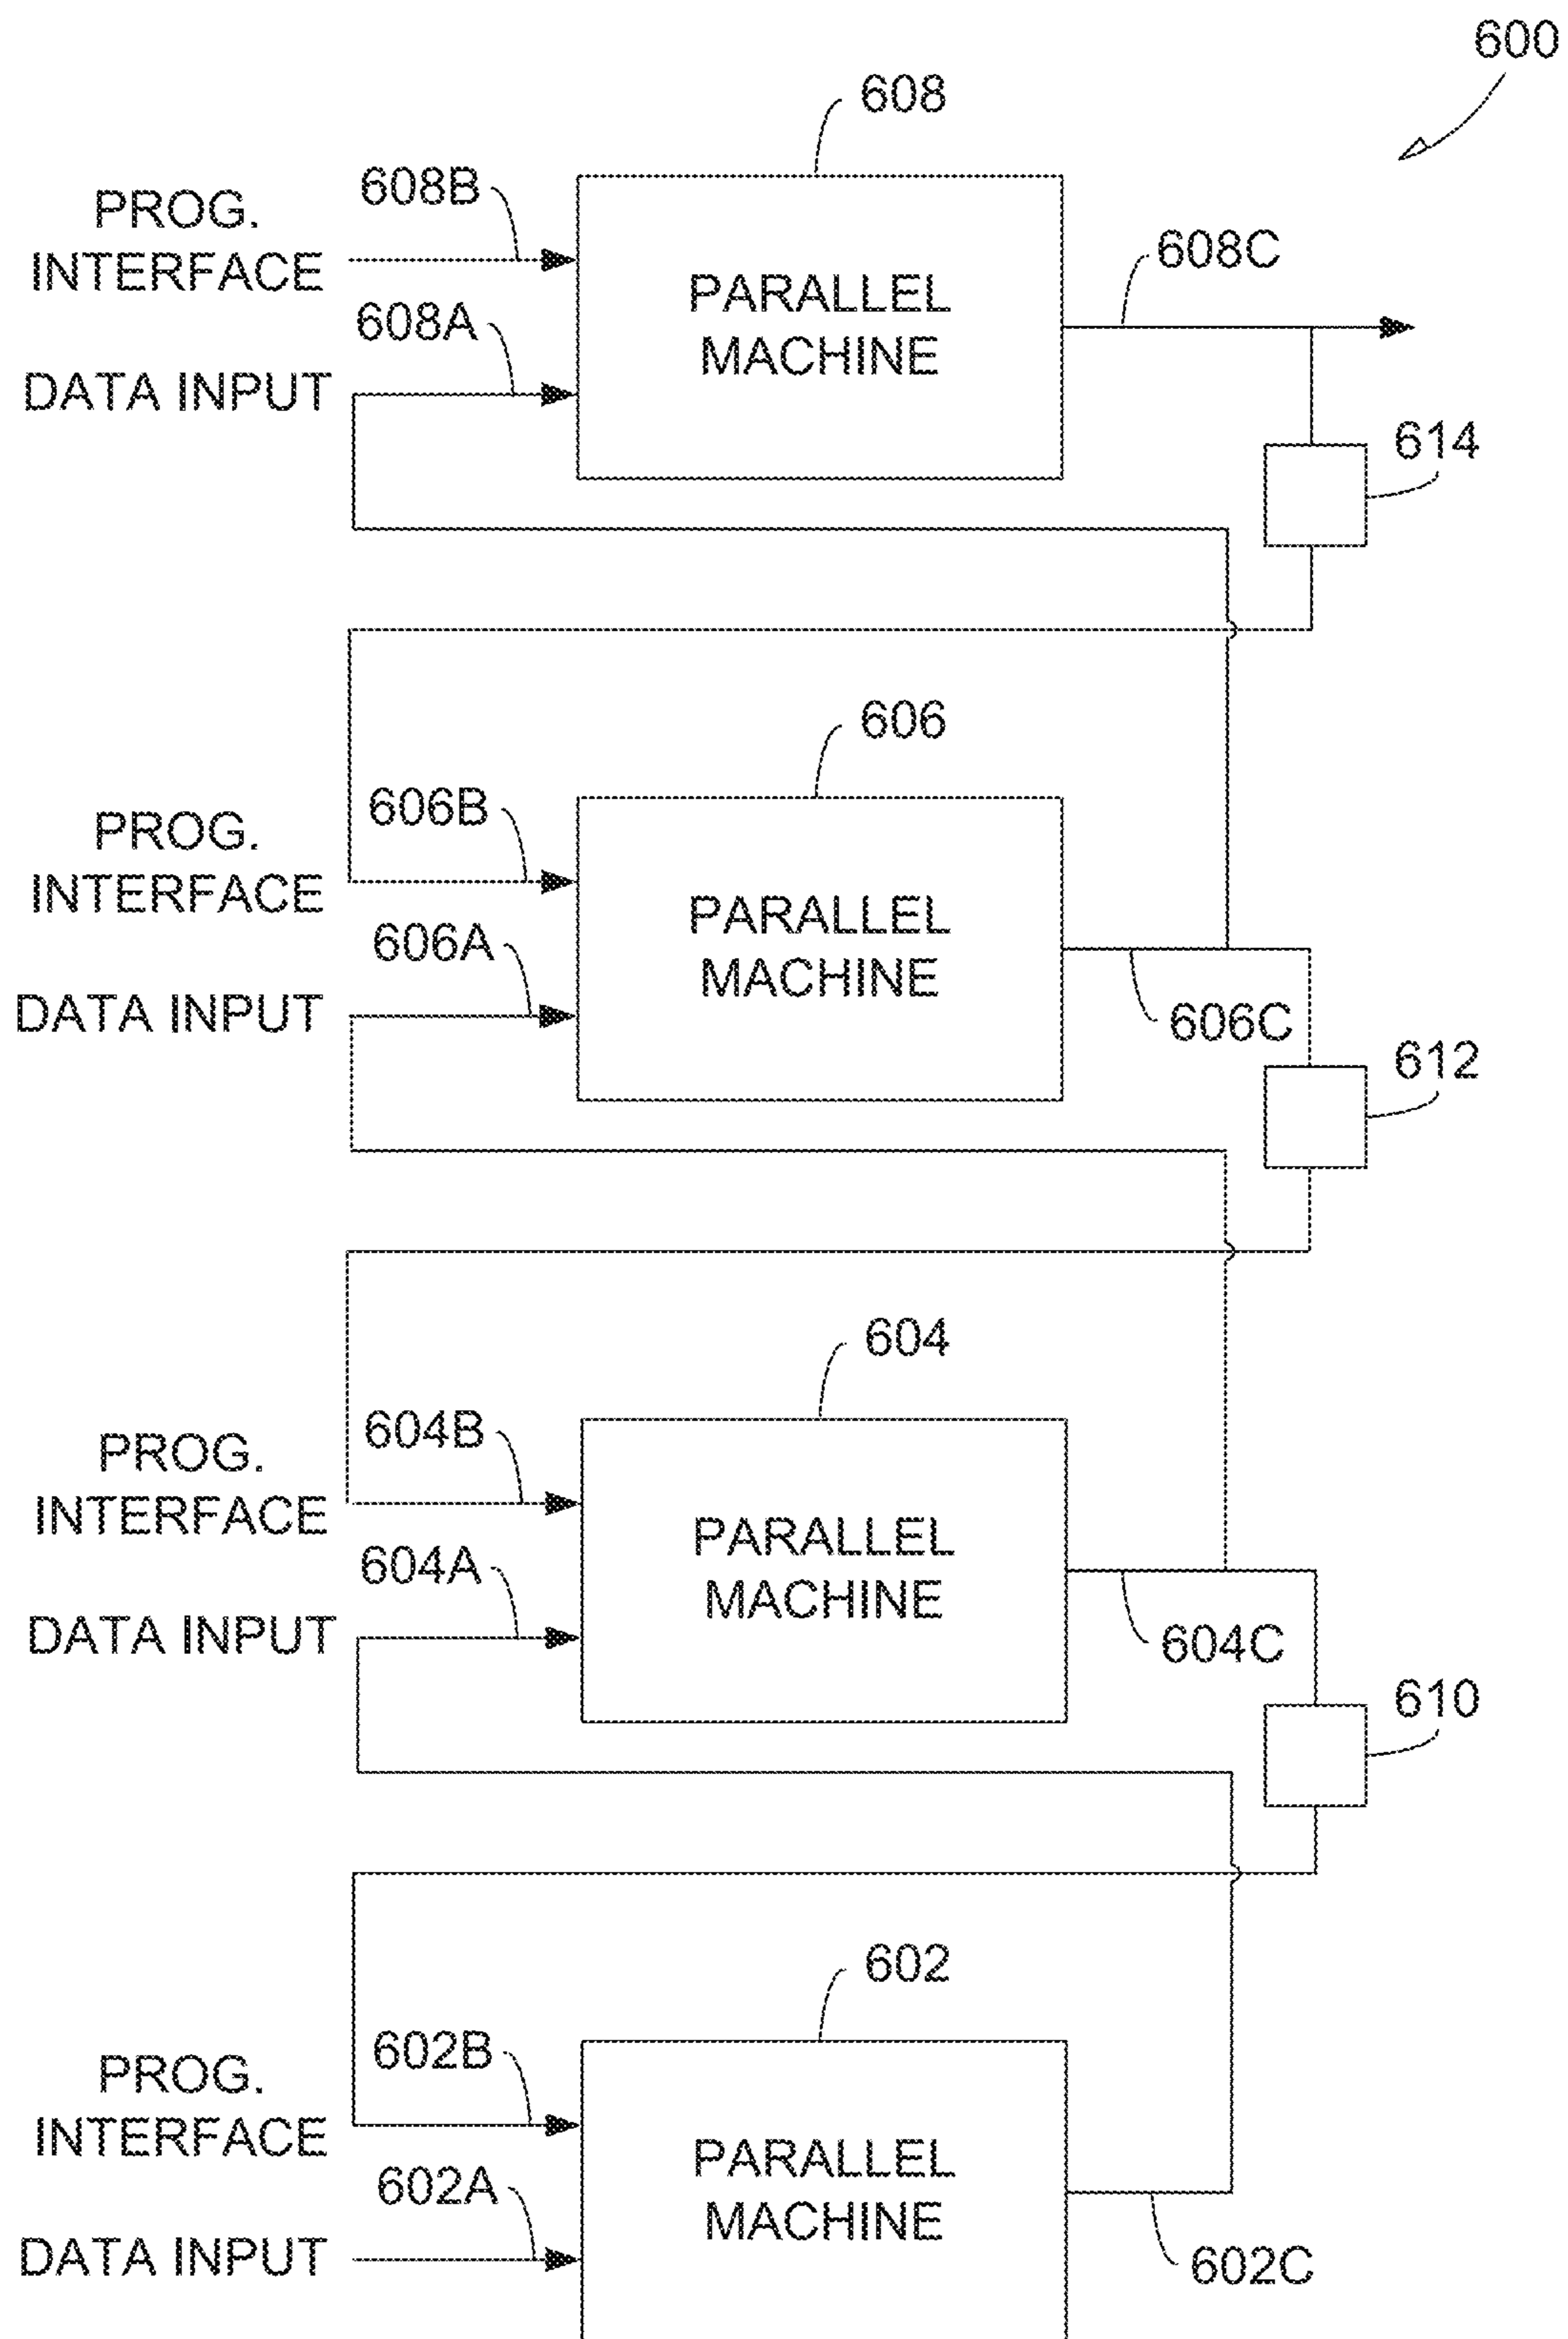 600
608
608B
PROG.
INTERFACE
608A
DATA INPUT
PARALLEL
MACHINE
608C
614
606
606B
PROG.
INTERFACE
606A
DATA INPUT
PARALLEL
MACHINE
606C
612
604
604B
PROG.
INTERFACE
604A
DATA INPUT
PARALLEL
MACHINE
604C
610
602
602B
PROG.
INTERFACE
602A
DATA INPUT
PARALLEL
MACHINE
602C